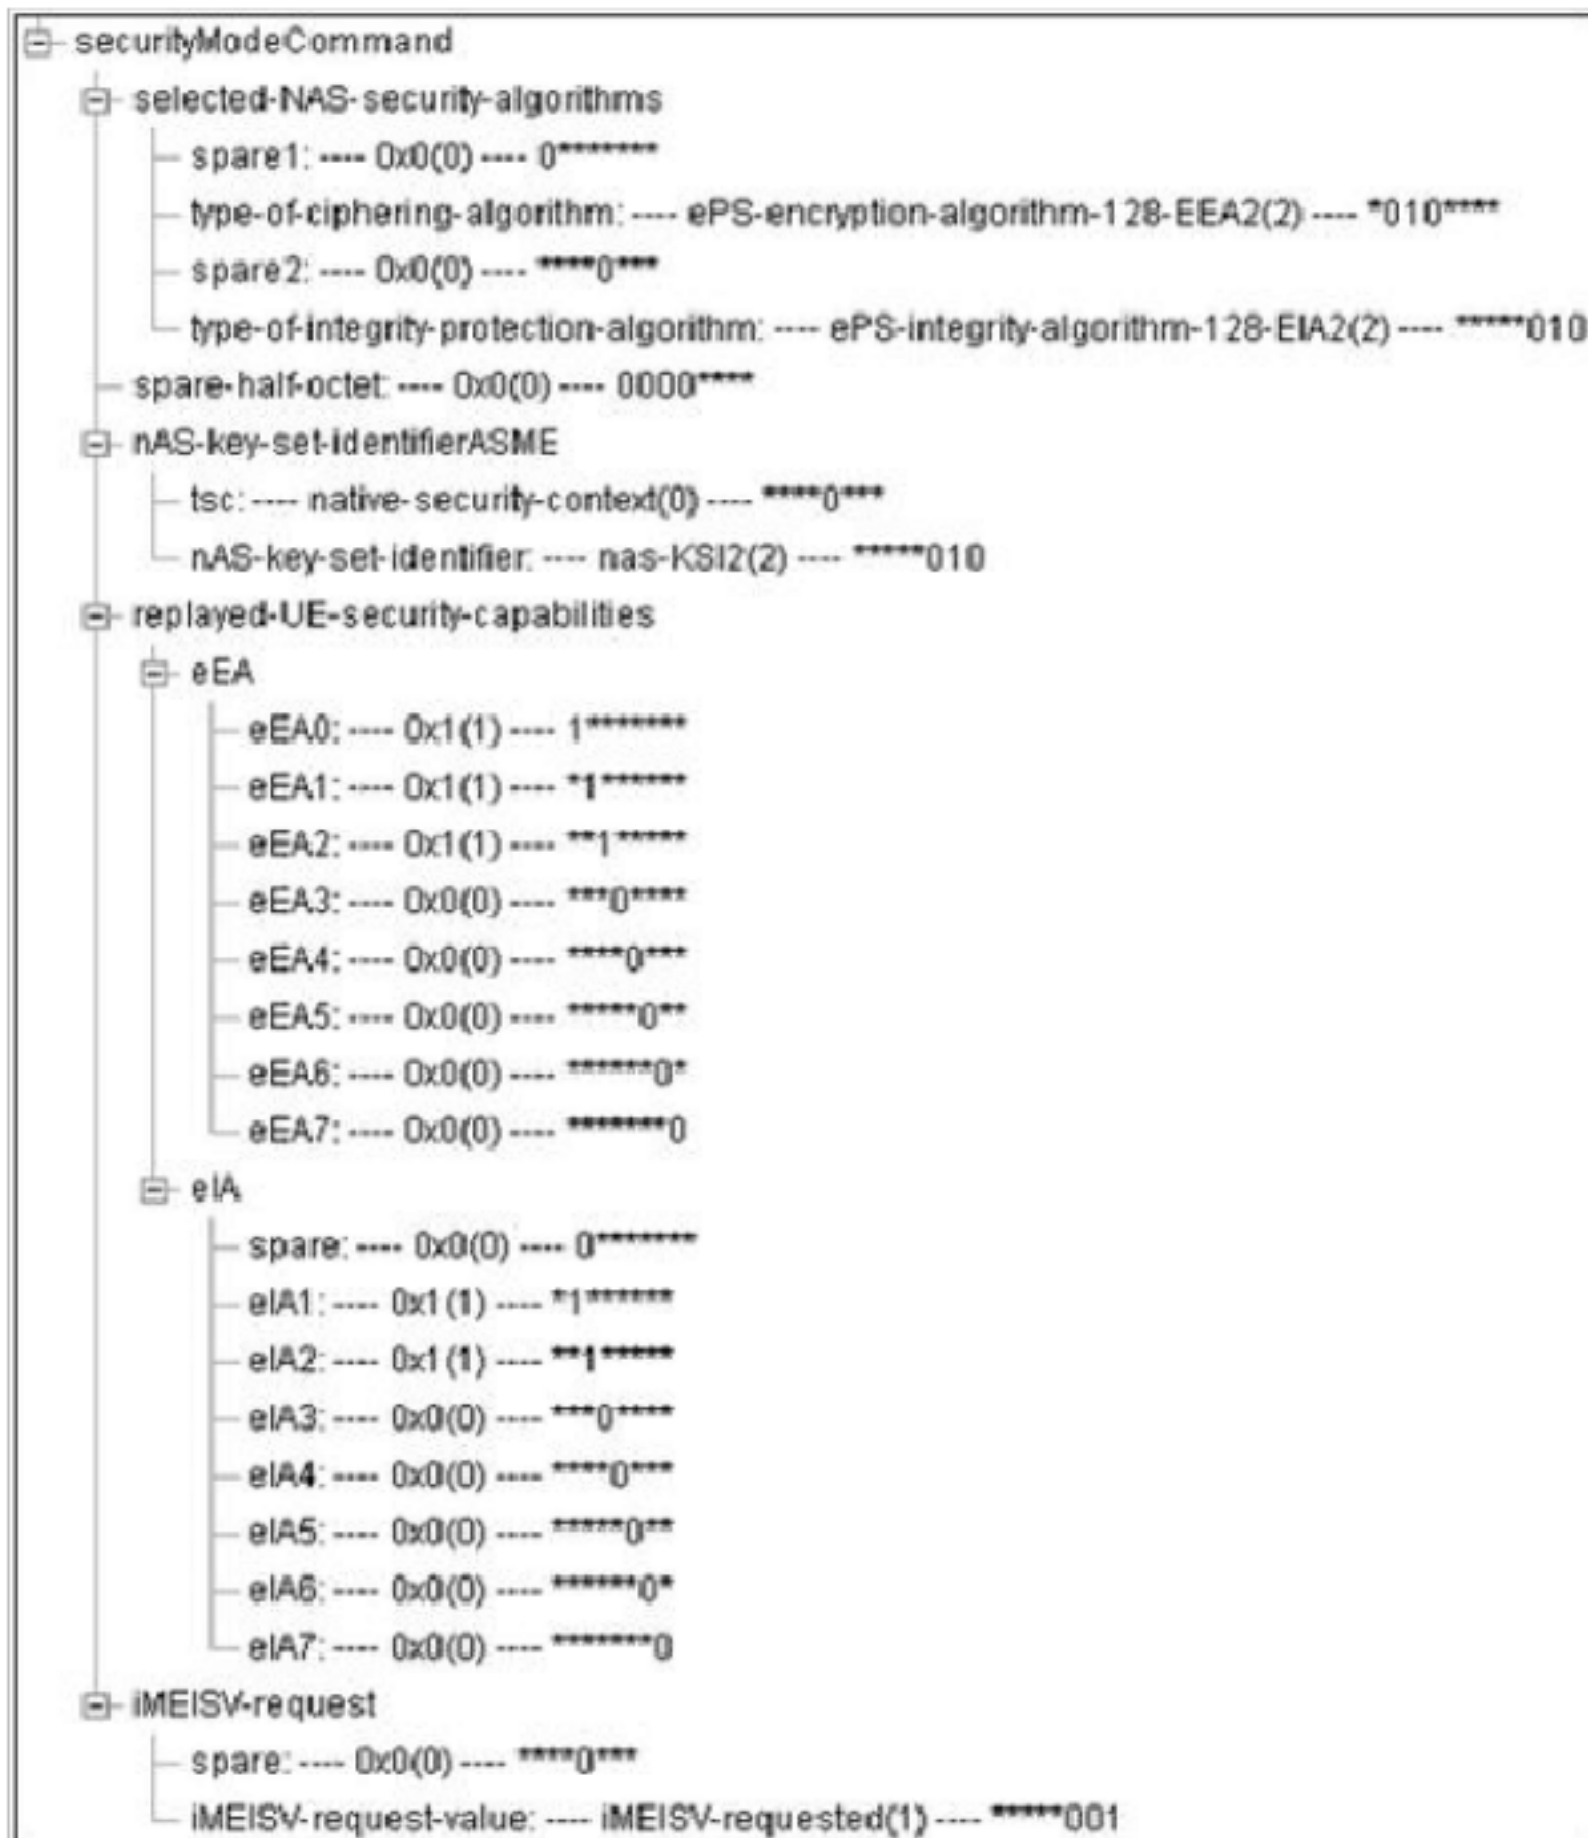 securityModeCommand
selected-NAS-security-algorithms
spare1: ---- 0x0(0) ---- 0*******
type-of-ciphering-algorithm: ---- ePS-encryption-algorithm-128-EEA2(2) ---- *010****
spare2: ---- 0x0(0) ---- ****0***
type-of-integrity-protection-algorithm: ---- ePS-integrity-algorithm-128-EIA2(2) ---- *****010
spare-half-octet: ---- 0x0(0) ---- 0000****
nAS-key-set-identifierASME
tsc: ---- native-security-context(0) ---- ****0***
nAS-key-set-identifier: ---- nas-KSI2(2) ---- *****010
replayed-UE-security-capabilities
eEA
eEA0: ---- 0x1(1) ---- 1*******
eEA1: ---- 0x1(1) ---- *1******
eEA2: ---- 0x1(1) ---- **1*****
eEA3: ---- 0x0(0) ---- ***0****
eEA4: ---- 0x0(0) ---- ****0***
eEA5: ---- 0x0(0) ---- *****0**
eEA6: ---- 0x0(0) ---- ******0*
eEA7: ---- 0x0(0) ---- *******0
eIA
spare: ---- 0x0(0) ---- 0*******
eIA1: ---- 0x1(1) ---- *1******
eIA2: ---- 0x1(1) ---- **1*****
eIA3: ---- 0x0(0) ---- ***0****
eIA4: ---- 0x0(0) ---- ****0***
eIA5: ---- 0x0(0) ---- *****0**
eIA6: ---- 0x0(0) ---- ******0*
eIA7: ---- 0x0(0) ---- *******0
iMEISV-request
spare: ---- 0x0(0) ---- ****0***
iMEISV-request-value: ---- iMEISV-requested(1) ---- *****001